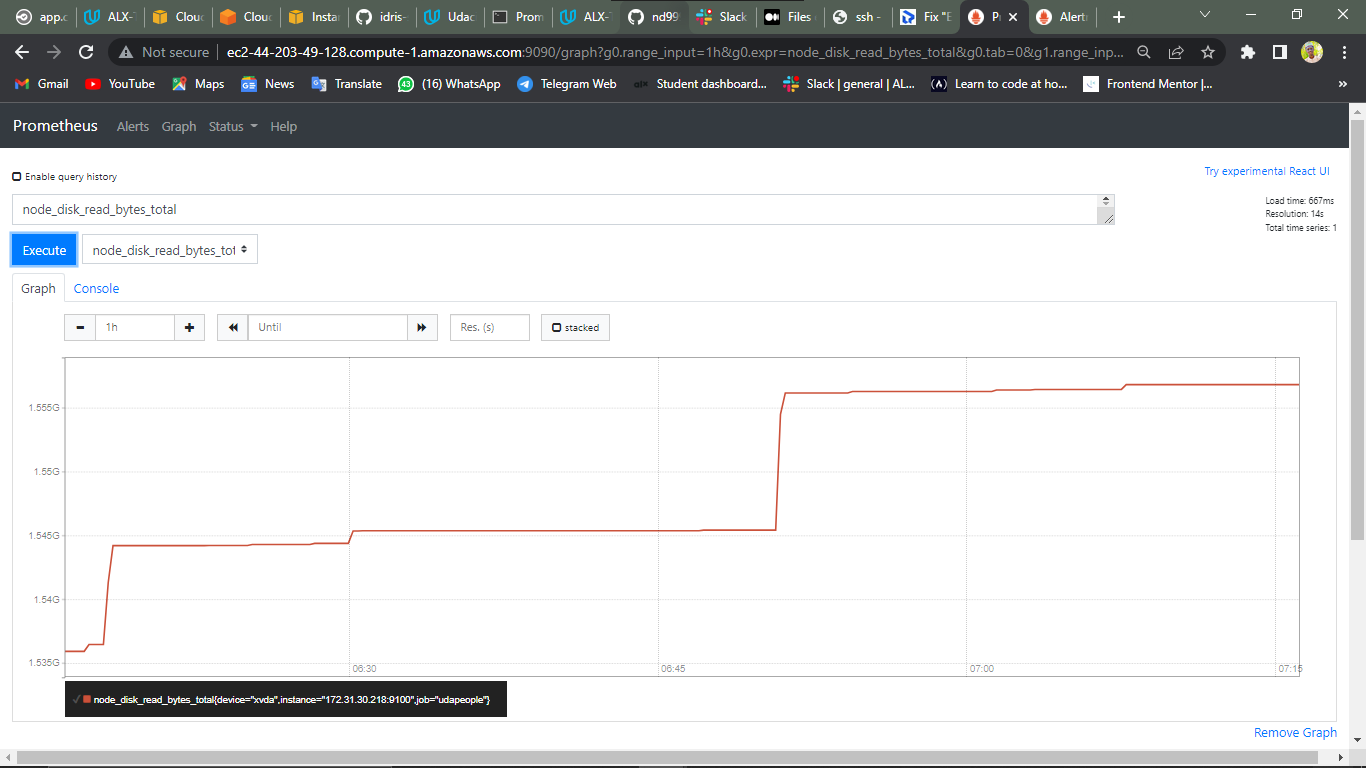 app.c
ALX-T
Clouc
Clouc
Instar
idris-
Udac
Prom
ALX-T
nd99
Slack
Files
ssh -
Fix "E
Pr
Alert
Not secure
ec2-44-203-49-128.compute-1.amazonaws.com:9090/graph?g0.range_input=1h&g0.expr=node_disk_read_bytes_total&g0.tab=0&g1.range_inp...
Gmail
YouTube
Maps
News
Translate
43
(16) WhatsApp
Telegram Web
alx
Student dashboard...
Slack | general | AL...
(A)
Learn to code at ho...
Frontend Mentor |...
»
Prometheus
Alerts
Graph
Status
Help
Enable query history
Try experimental React UI
node_disk_read_bytes_total
Load time: 667ms
Resolution: 14s
Total time series: 1
Execute
node_disk_read_bytes_tot
Graph
Console
1h
Until
Res. (s)
stacked
1.555G
1.55G
1.545G
1.54G
1.535G
06:30
06:45
07:00
07:15
node_disk_read_bytes_total{device="xvda",instance="172.31.30.218:9100",job="udapeople"}
Remove Graph